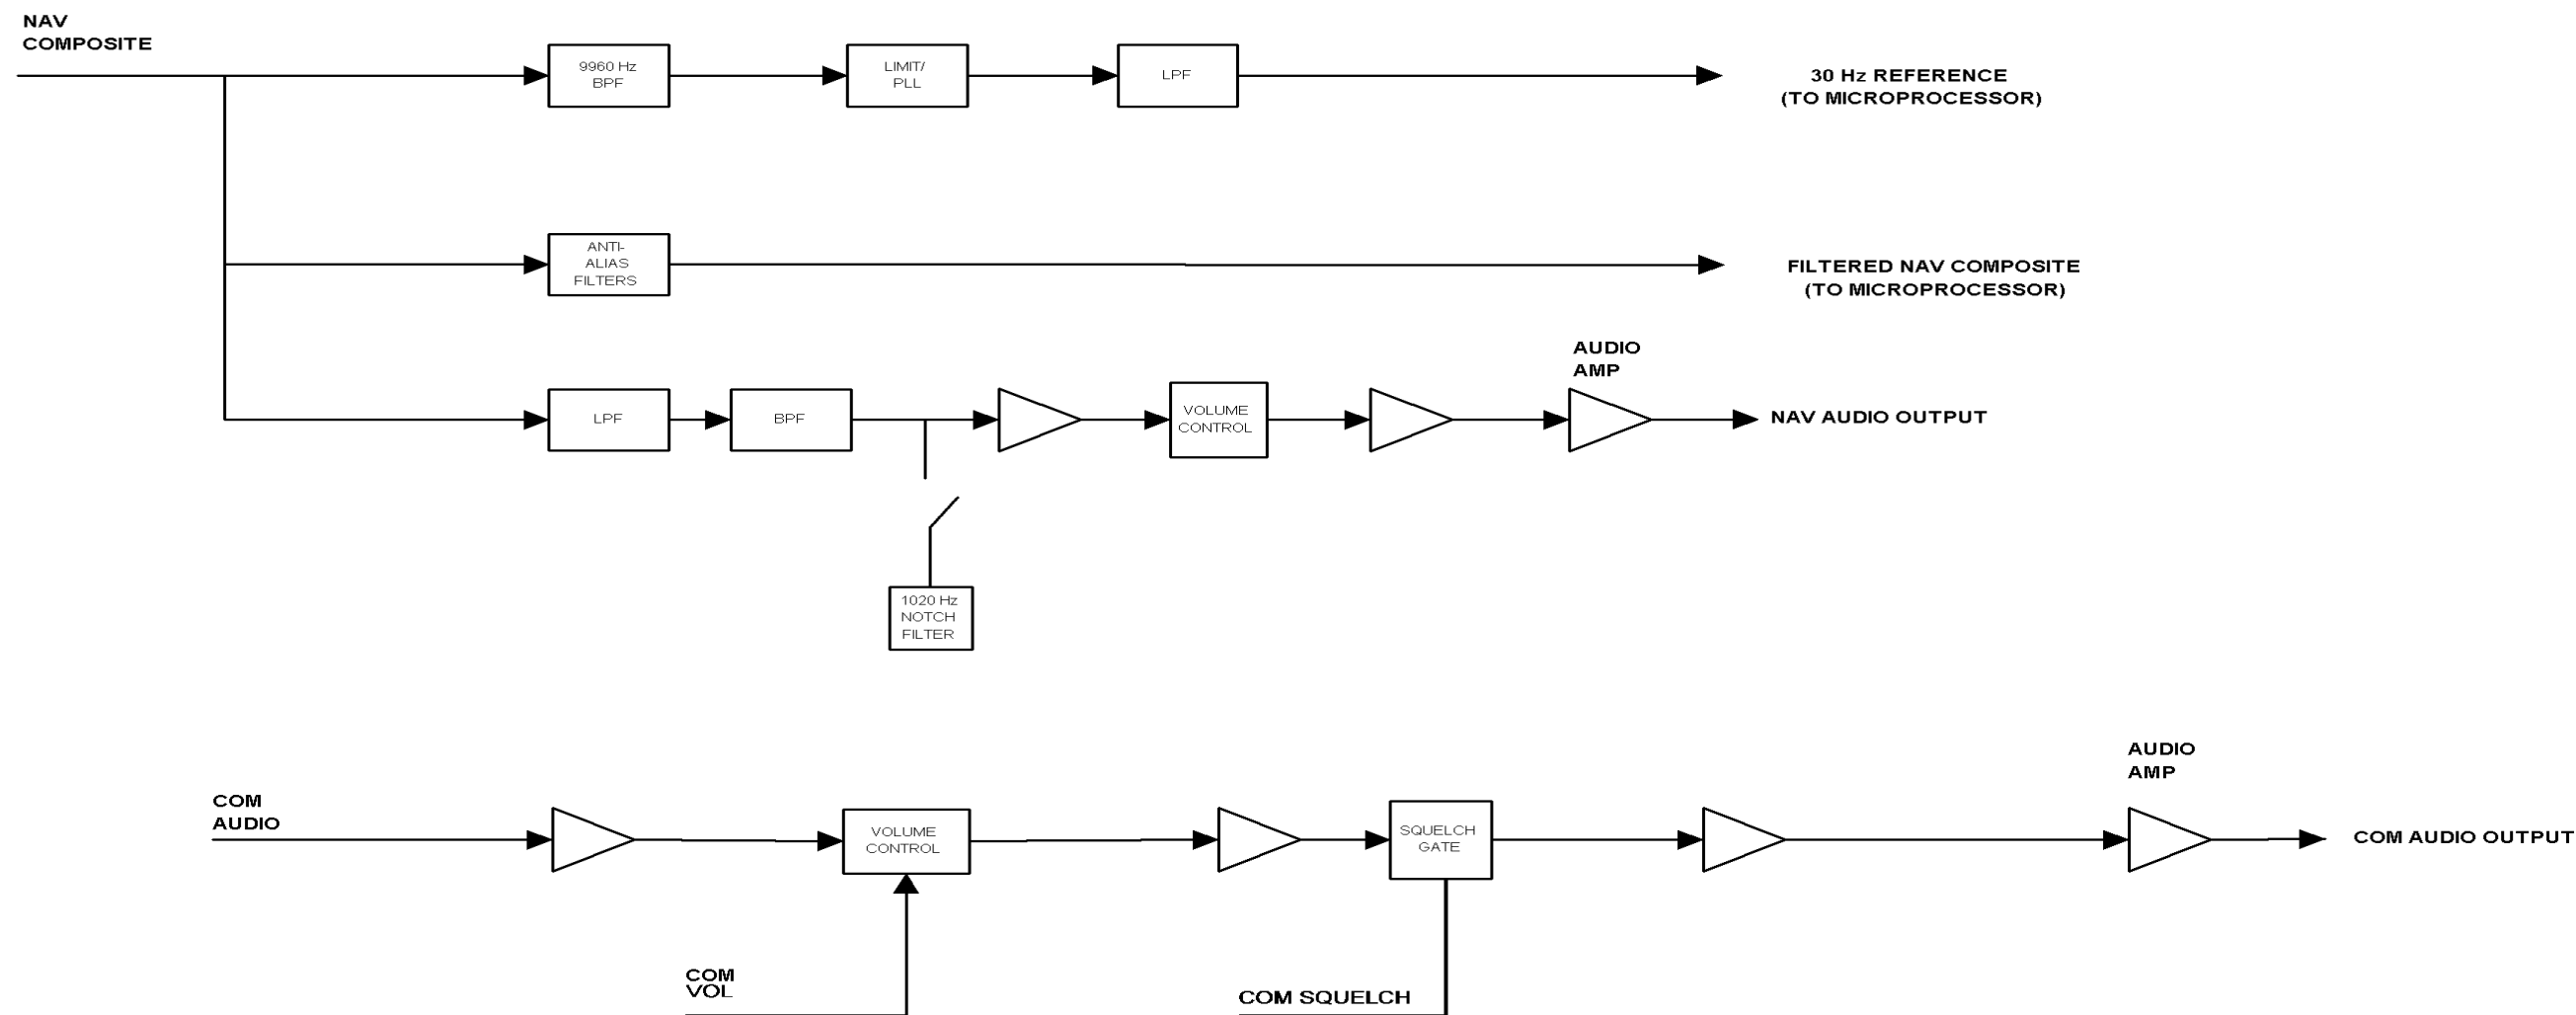 NAV
COMPOSITE
9960 Hz
BPF
LIMIT/
PLL
LPF
30 Hz REFERENCE
(TO MICROPROCESSOR)
ANTI-
ALIAS
FILTERS
FILTERED NAV COMPOSITE
(TO MICROPROCESSOR)
LPF
BPF
VOLUME
CONTROL
AUDIO
AMP
NAV AUDIO OUTPUT
1020 Hz
NOTCH
FILTER
COM
AUDIO
VOLUME
CONTROL
SQUELCH
GATE
AUDIO
AMP
COM AUDIO OUTPUT
COM
VOL
COM SQUELCH